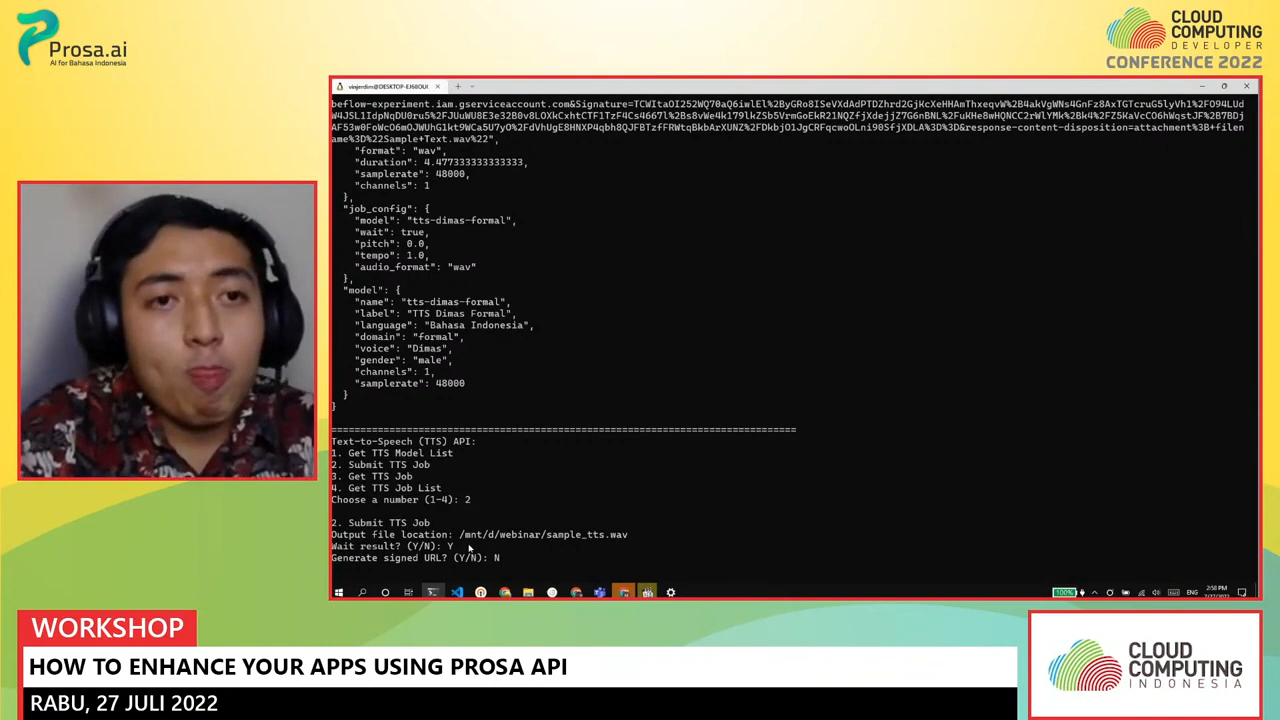 Prosa.ai
AI for Bahasa Indonesia
CLOUD
COMPUTING
DEVELOPER
CONFERENCE 2022
"format": "wav",
"duration": 4.477333333333333,
"samplerate": 48000,
"channels": 1
},
"job_config": {
"model": "tts-dimas-formal",
"wait": true,
"pitch": 0.0,
"tempo": 1.0,
"audio_format": "wav"
},
"model": {
"name": "tts-dimas-formal",
"label": "TTS Dimas Formal",
"language": "Bahasa Indonesia",
"domain": "formal",
"voice": "Dimas",
"gender": "male",
"channels": 1,
"samplerate": 48000
}
}
================================================================================
Text-to-Speech (TTS) API:
1. Get TTS Model List
2. Submit TTS Job
3. Get TTS Job
4. Get TTS Job List
Choose a number (1-4): 2
2. Submit TTS Job
Output file location: /mnt/d/webinar/sample_tts.wav
Wait result? (Y/N): Y
Generate signed URL? (Y/N): N
100%
ENG
2:58 PM
WORKSHOP
HOW TO ENHANCE YOUR APPS USING PROSA API
RABU, 27 JULI 2022
CLOUD
COMPUTING
INDONESIA